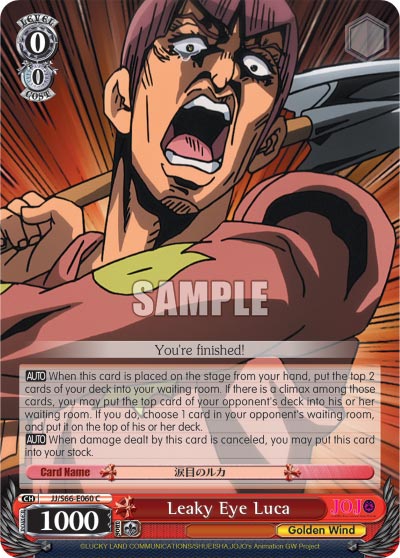 LEVEL
0
0
COST
SAMPLE
You're finished!
AUTO When this card is placed on the stage from your hand, put the top 2
cards of your deck into your waiting room. If there is a climax among those
cards, you may put the top card of your opponent's deck into his or her
waiting room. If you do, choose 1 card in your opponent's waiting room,
and put it on top of his or her deck.
AUTO When damage dealt by this card is canceled, you may put this card
into your stock.
Card Name 涙目のルカ
CH JJ/S66-E060 C
POWER 1000 SOUL Leaky Eye Luca JOJO
Golden Wind
©LUCKY LAND COMMUNICATIONS/SHUEISHA,JOJO's Animation GW Project